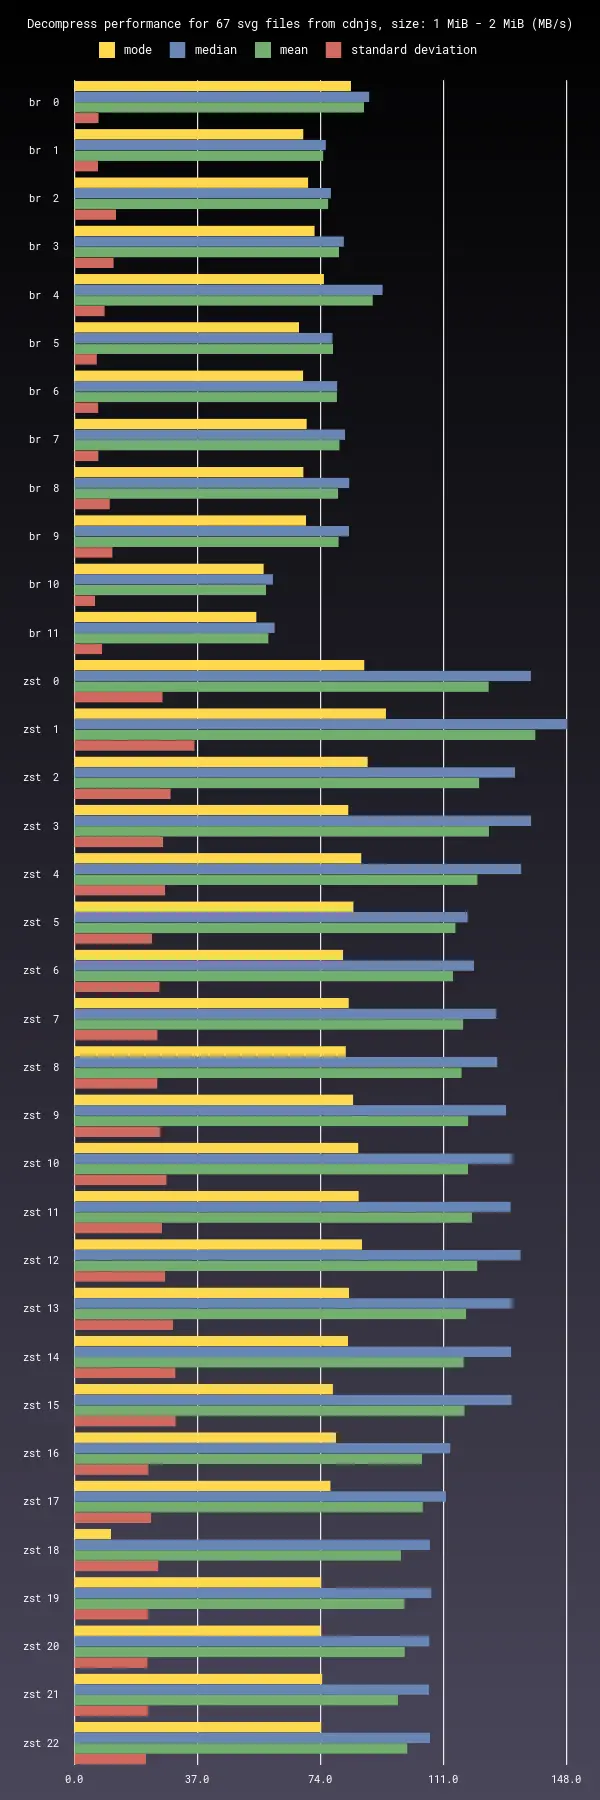 Decompress performance for 67 svg files from cdnjs, size: 1 MiB - 2 MiB (MB/s)
mode median mean standard deviation
br 0
br 1
br 2
br 3
br 4
br 5
br 6
br 7
br 8
br 9
br 10
br 11
zst 0
zst 1
zst 2
zst 3
zst 4
zst 5
zst 6
zst 7
zst 8
zst 9
zst 10
zst 11
zst 12
zst 13
zst 14
zst 15
zst 16
zst 17
zst 18
zst 19
zst 20
zst 21
zst 22
0.0 37.0 74.0 111.0 148.0